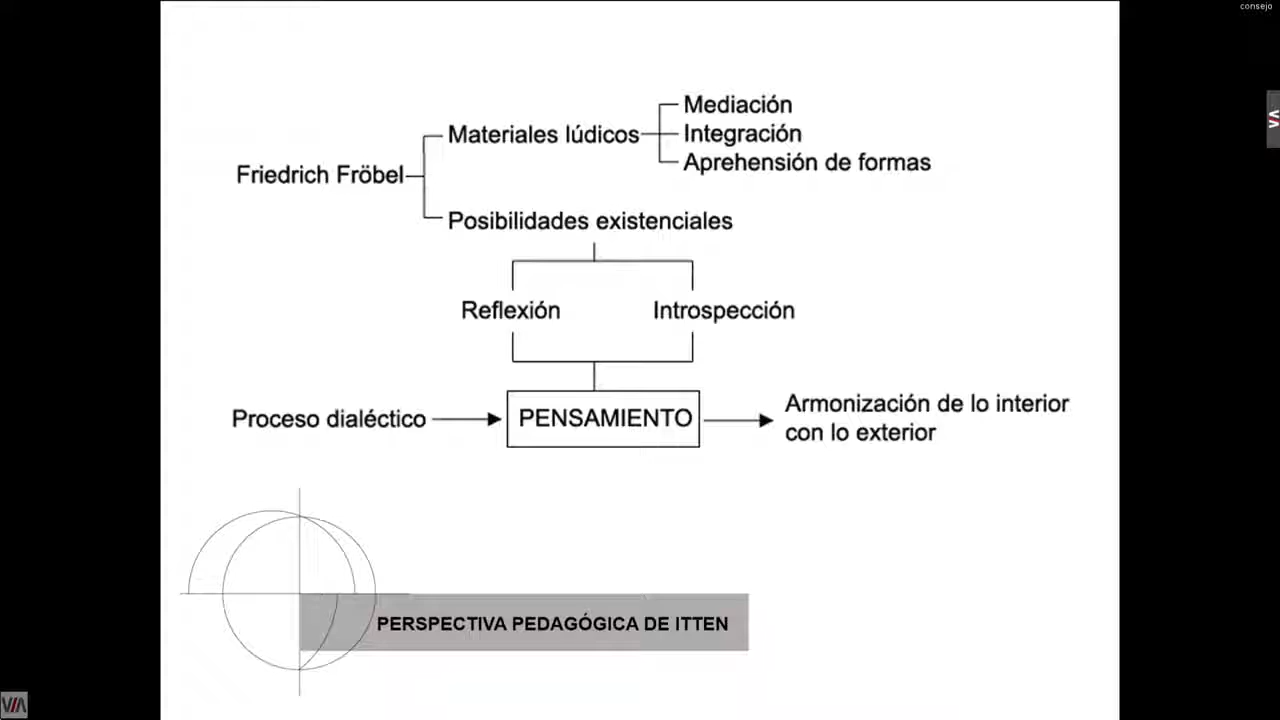 consejo
Mediación
Materiales lúdicos
Integración
Friedrich Fröbel
Aprehensión de formas
Posibilidades existenciales
Reflexión
Introspección
Proceso dialéctico
PENSAMIENTO
Armonización de lo interior
con lo exterior
PERSPECTIVA PEDAGÓGICA DE ITTEN
VIA